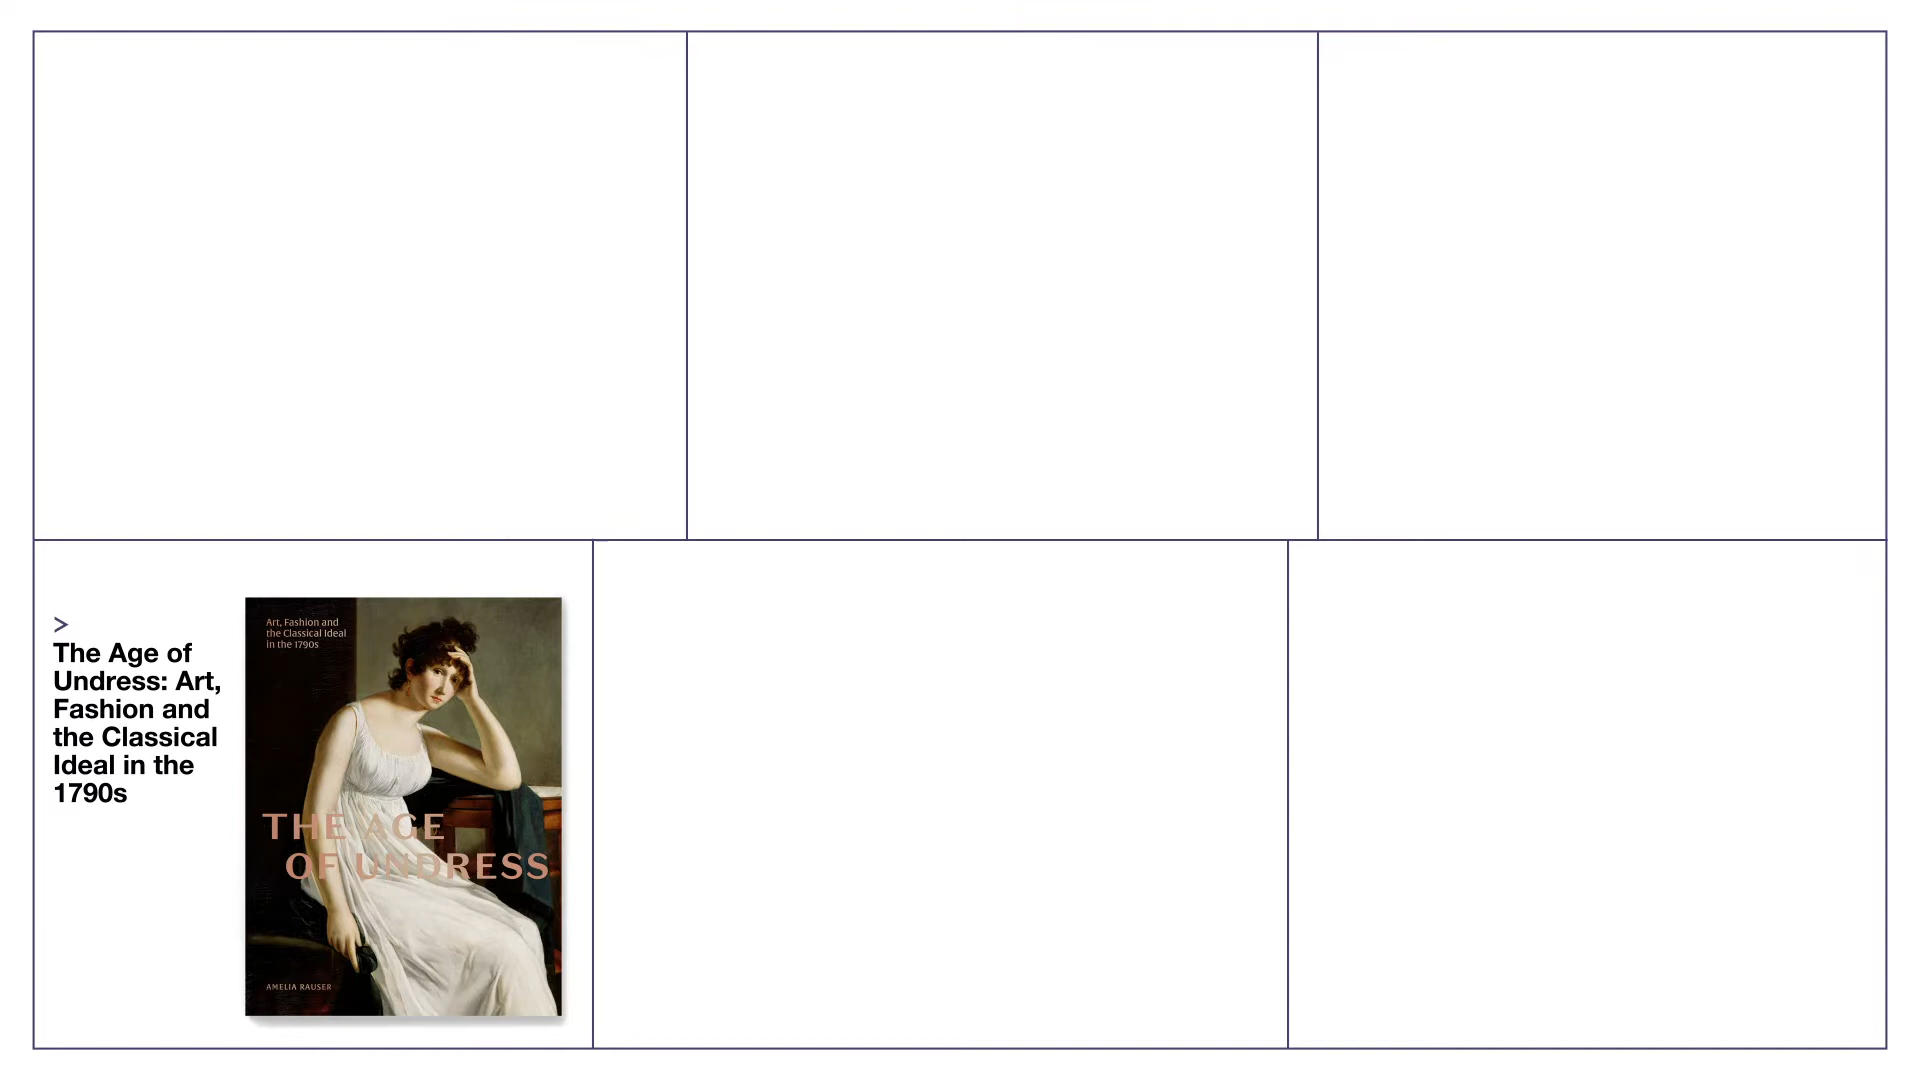 >
The Age of
Undress: Art,
Fashion and
the Classical
Ideal in the
1790s
Art, Fashion and
the Classical Ideal
in the 1790s
THE AGE
OF UNDRESS
AMELIA RAUSER